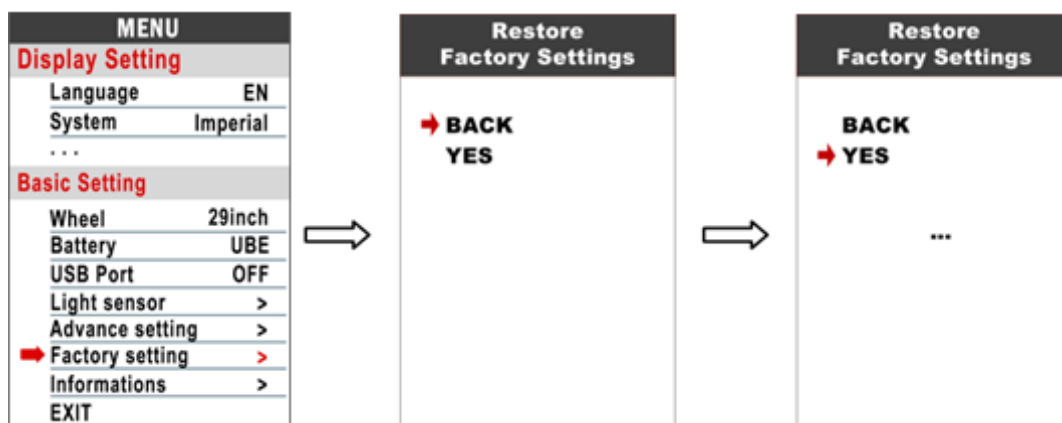 MENU
Display Setting
Language EN
System Imperial
...
Basic Setting
Wheel 29inch
Battery UBE
USB Port OFF
Light sensor >
Advance setting >
Factory setting >
Informations >
EXIT
Restore
Factory Settings
BACK
YES
Restore
Factory Settings
BACK
YES
...